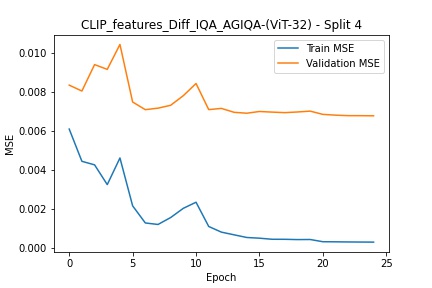 CLIP_features_Diff_IQA_AGIQA-(ViT-32) - Split 4
Train MSE
Validation MSE
MSE
0.010
0.008
0.006
0.004
0.002
0.000
0 5 10 15 20 25
Epoch